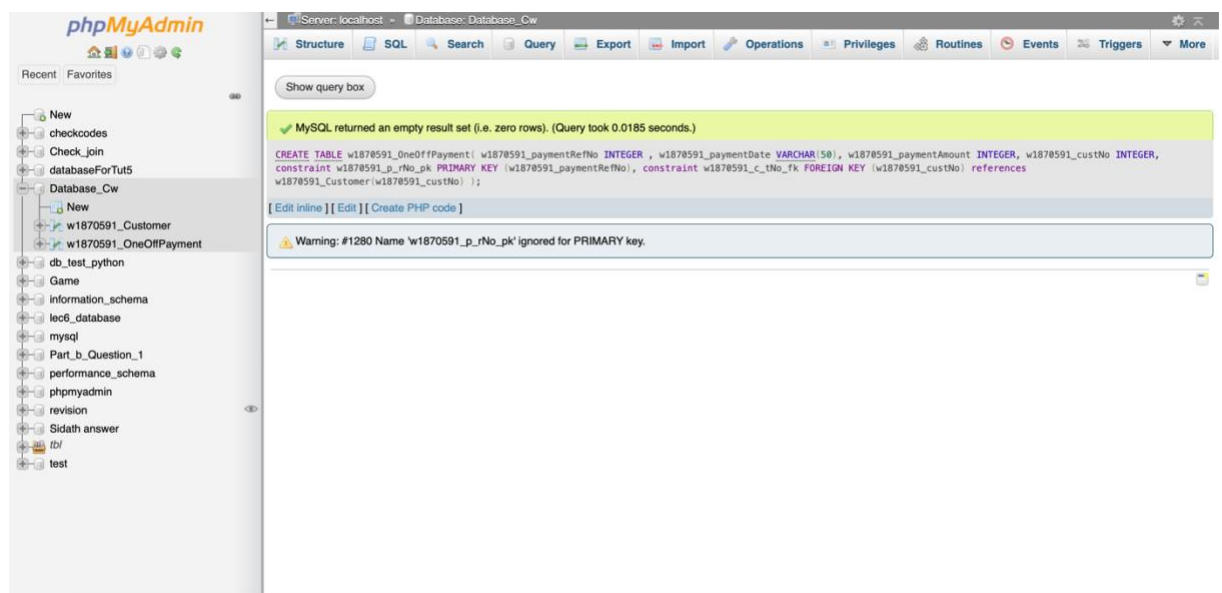 phpMyAdmin
Recent Favorites
New
checkcodes
Check_join
databaseForTut5
Database_Cw
New
w1870591_Customer
w1870591_OneOffPayment
db_test_python
Game
information_schema
lec6_database
mysql
Part_b_Question_1
performance_schema
phpmyadmin
revision
Sidath answer
tbl
test
Server: localhost » Database: Database_Cw
Structure SQL Search Query Export Import Operations Privileges Routines Events Triggers More
Show query box
MySQL returned an empty result set (i.e. zero rows). (Query took 0.0185 seconds.)
CREATE TABLE w1870591_OneOffPayment( w1870591_paymentRefNo INTEGER , w1870591_paymentDate VARCHAR(50), w1870591_paymentAmount INTEGER, w1870591_custNo INTEGER,
constraint w1870591_p_rNo_pk PRIMARY KEY (w1870591_paymentRefNo), constraint w1870591_c_tNo_fk FOREIGN KEY (w1870591_custNo) references
w1870591_Customer(w1870591_custNo) );
[ Edit inline ] [ Edit ] [ Create PHP code ]
Warning: #1280 Name 'w1870591_p_rNo_pk' ignored for PRIMARY key.